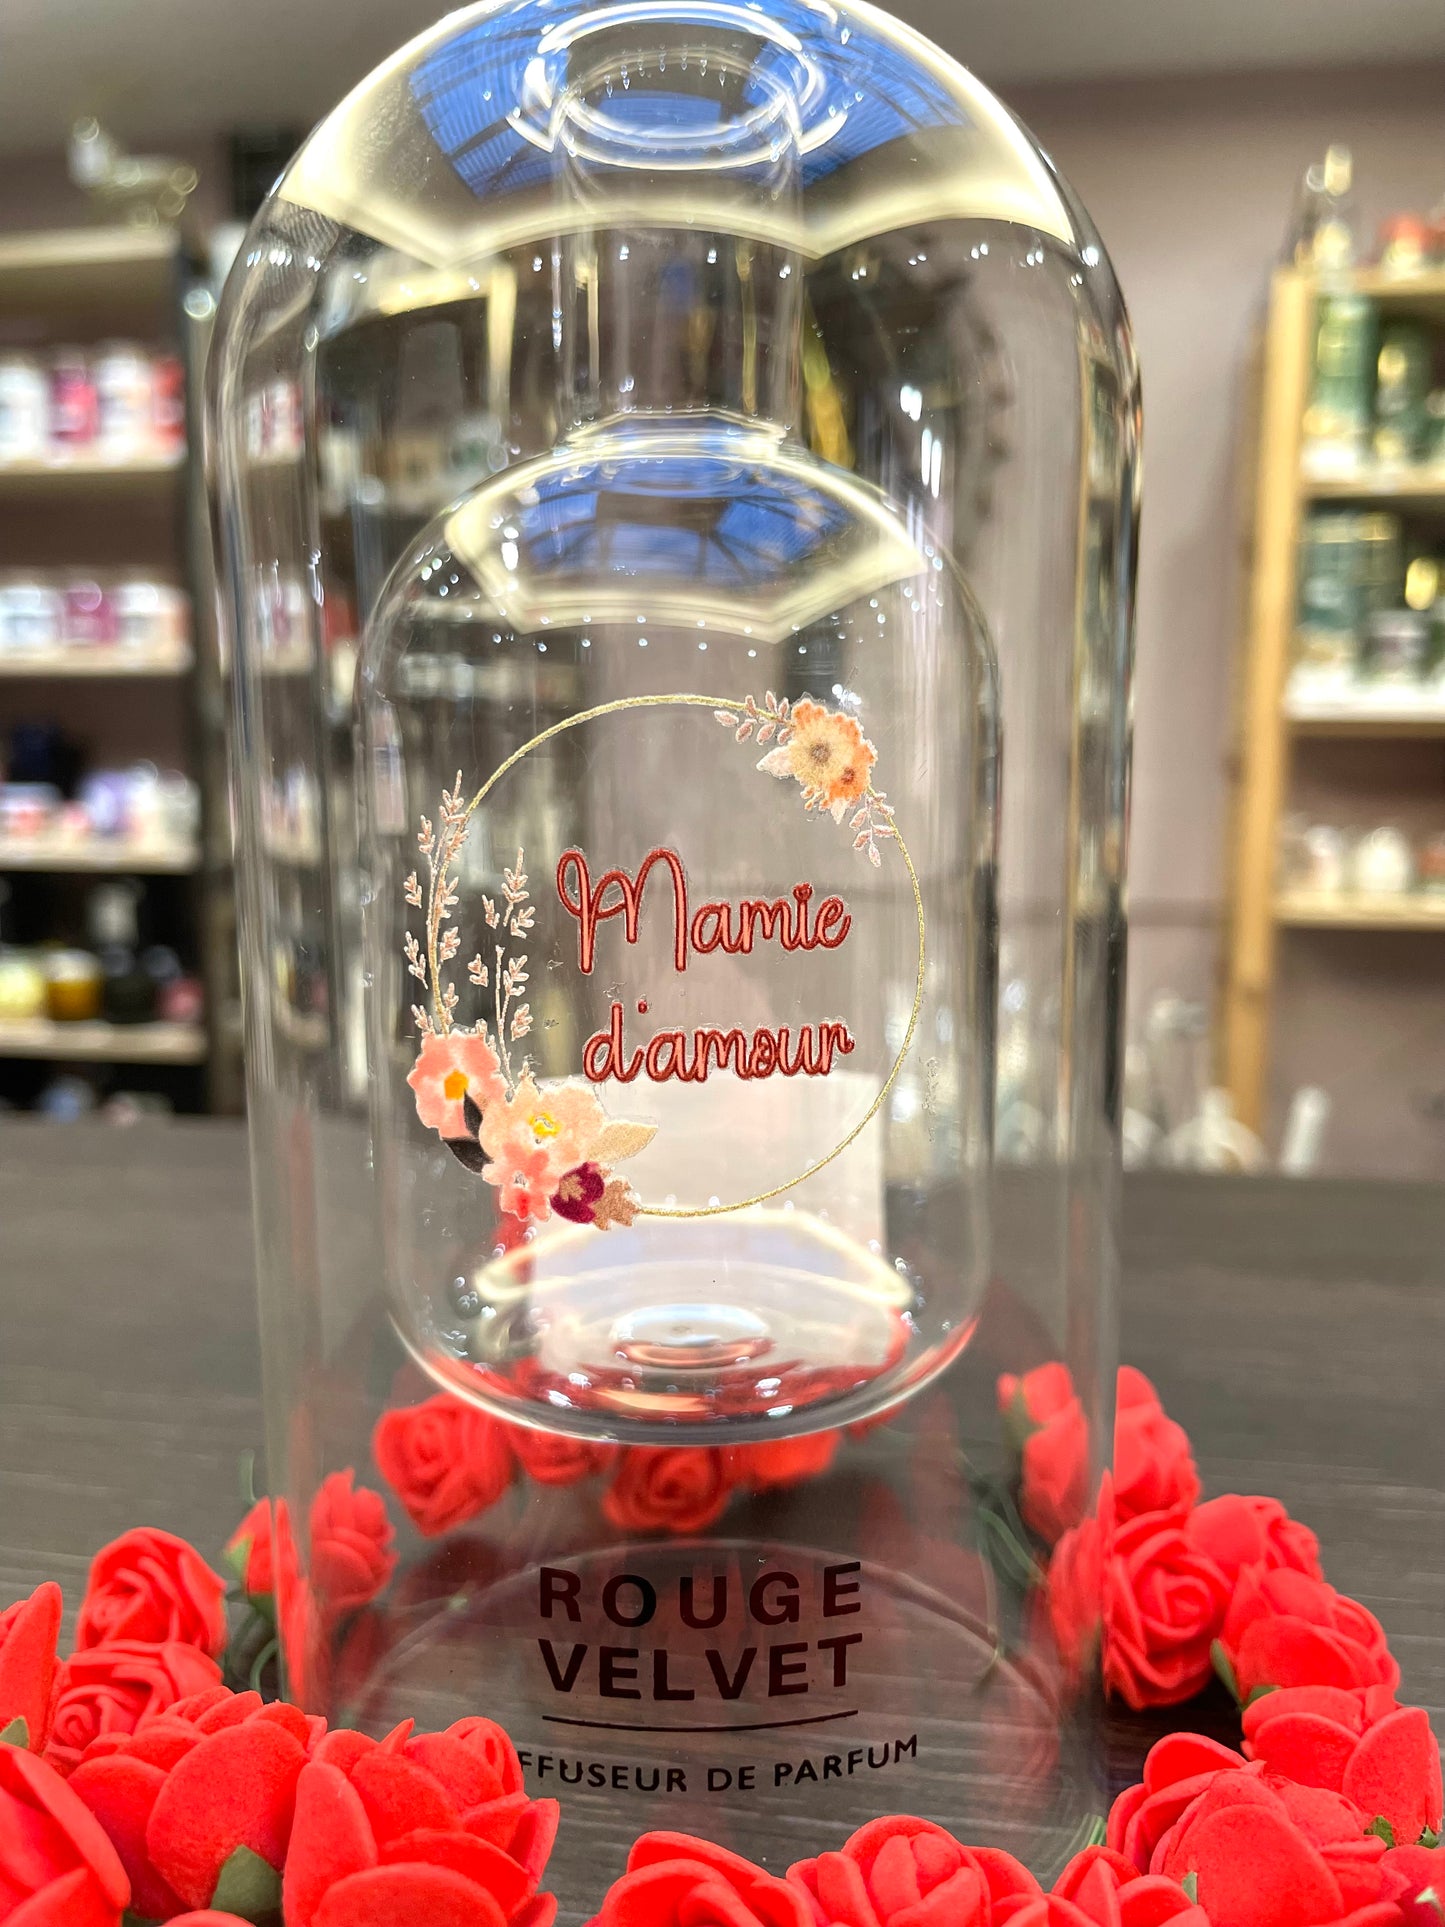 Mamie
d'amour
ROUGE
VELVET
FFUSEUR DE PARFUM